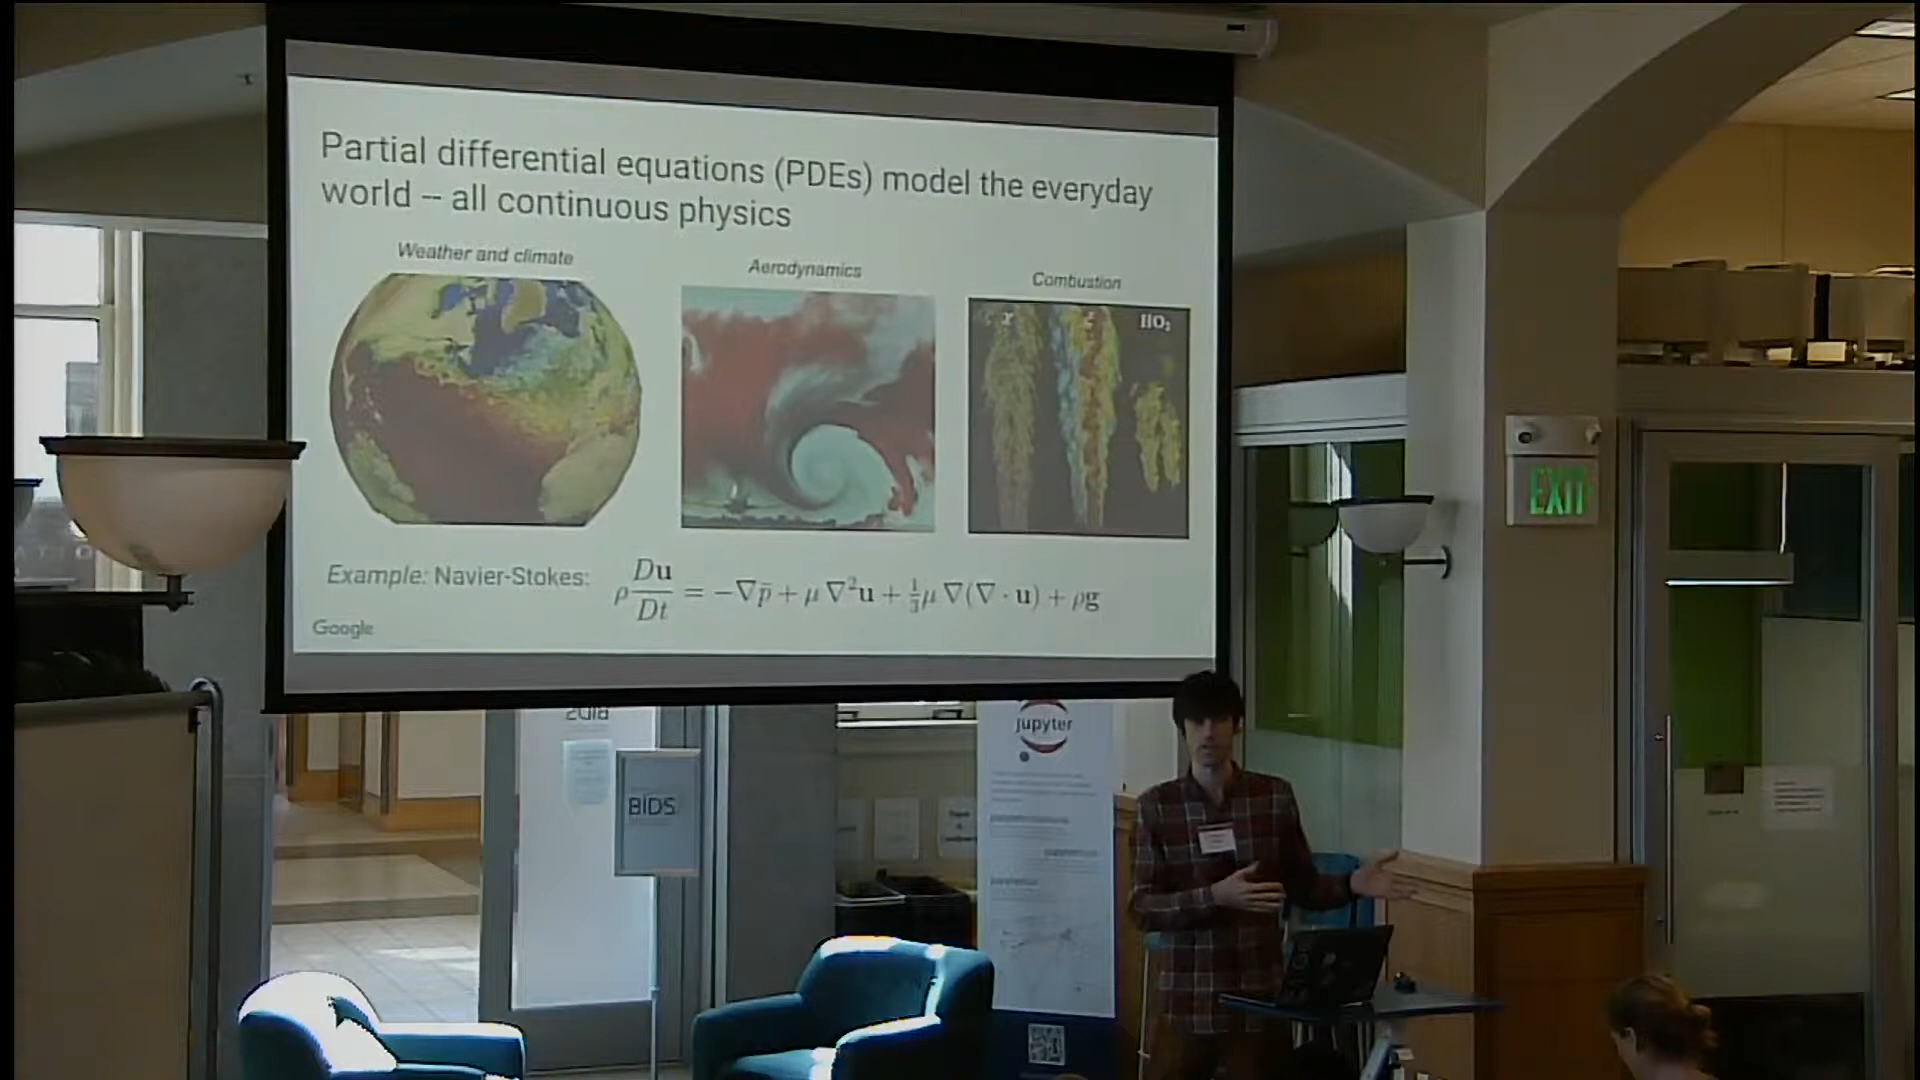 Partial differential equations (PDEs) model the everyday
world – all continuous physics
Weather and climate
Aerodynamics
Combustion
HO₂
Example: Navier-Stokes:
ρ Du/Dt = −∇p̄ + μ ∇²u + ⅓μ ∇(∇ · u) + ρg
Google
EXIT
jupyter
BIDS
BIDS